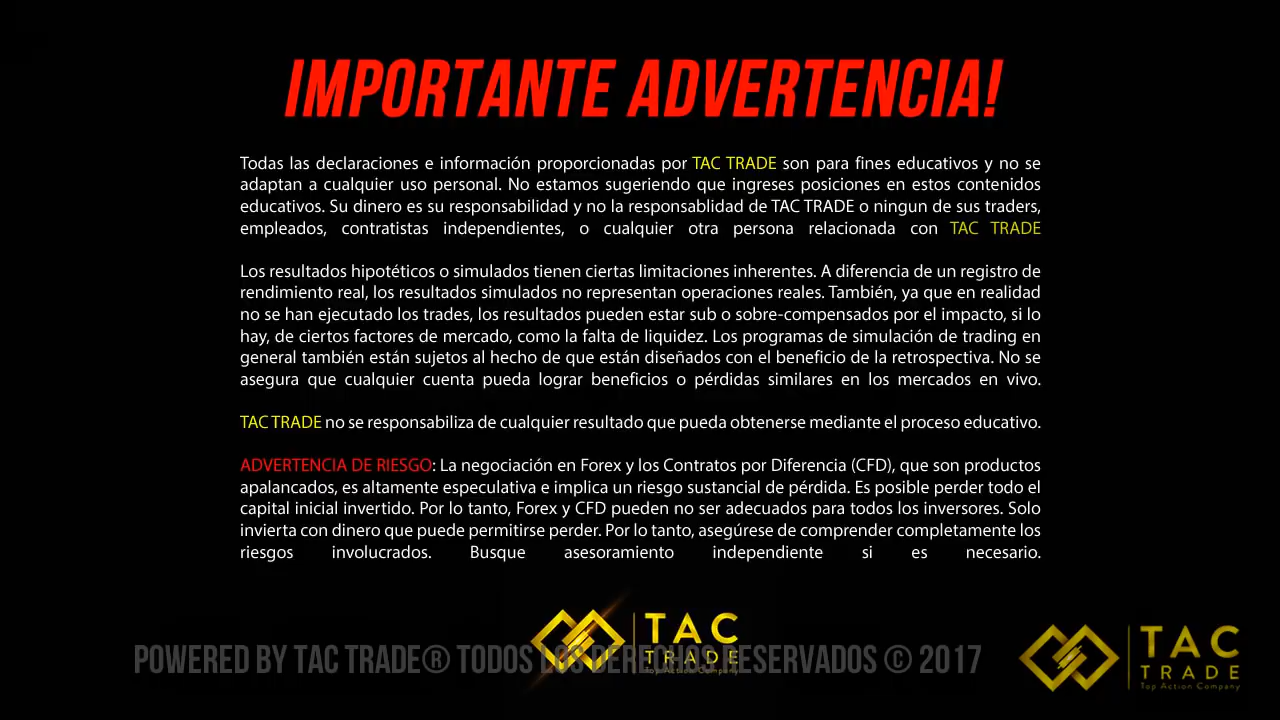 IMPORTANTE ADVERTENCIA!
Todas las declaraciones e información proporcionadas por TAC TRADE son para fines educativos y no se
adaptan a cualquier uso personal. No estamos sugeriendo que ingreses posiciones en estos contenidos
educativos. Su dinero es su responsabilidad y no la responsablidad de TAC TRADE o ningun de sus traders,
empleados, contratistas independientes, o cualquier otra persona relacionada con TAC TRADE
Los resultados hipotéticos o simulados tienen ciertas limitaciones inherentes. A diferencia de un registro de
rendimiento real, los resultados simulados no representan operaciones reales. También, ya que en realidad
no se han ejecutado los trades, los resultados pueden estar sub o sobre-compensados por el impacto, si lo
hay, de ciertos factores de mercado, como la falta de liquidez. Los programas de simulación de trading en
general también están sujetos al hecho de que están diseñados con el beneficio de la retrospectiva. No se
asegura que cualquier cuenta pueda lograr beneficios o pérdidas similares en los mercados en vivo.
TAC TRADE no se responsabiliza de cualquier resultado que pueda obtenerse mediante el proceso educativo.
ADVERTENCIA DE RIESGO: La negociación en Forex y los Contratos por Diferencia (CFD), que son productos
apalancados, es altamente especulativa e implica un riesgo sustancial de pérdida. Es posible perder todo el
capital inicial invertido. Por lo tanto, Forex y CFD pueden no ser adecuados para todos los inversores. Solo
invierta con dinero que puede permitirse perder. Por lo tanto, asegúrese de comprender completamente los
riesgos involucrados. Busque asesoramiento independiente si es necesario.
TAC
TRADE
Top Action Company
POWERED BY TAC TRADE® TODOS LOS DERECHOS RESERVADOS © 2017
TAC
TRADE
Top Action Company